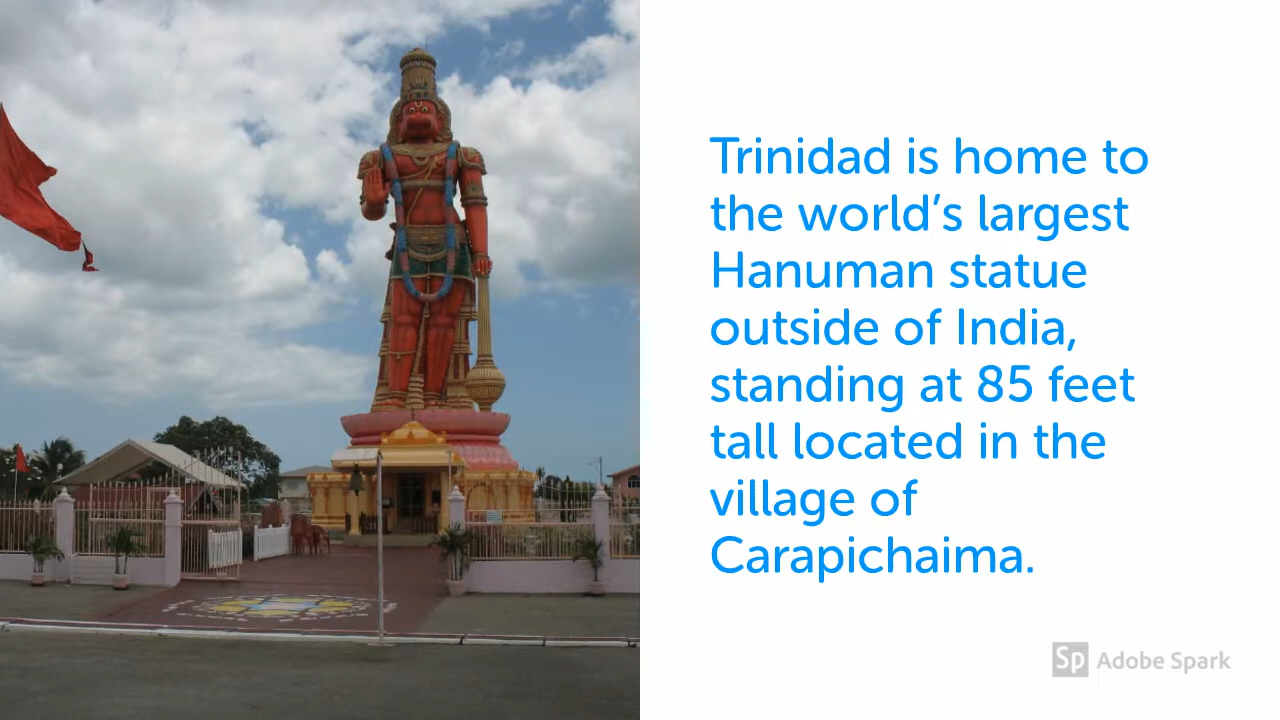 Trinidad is home to
the world’s largest
Hanuman statue
outside of India,
standing at 85 feet
tall located in the
village of
Carapichaima.
Sp Adobe Spark